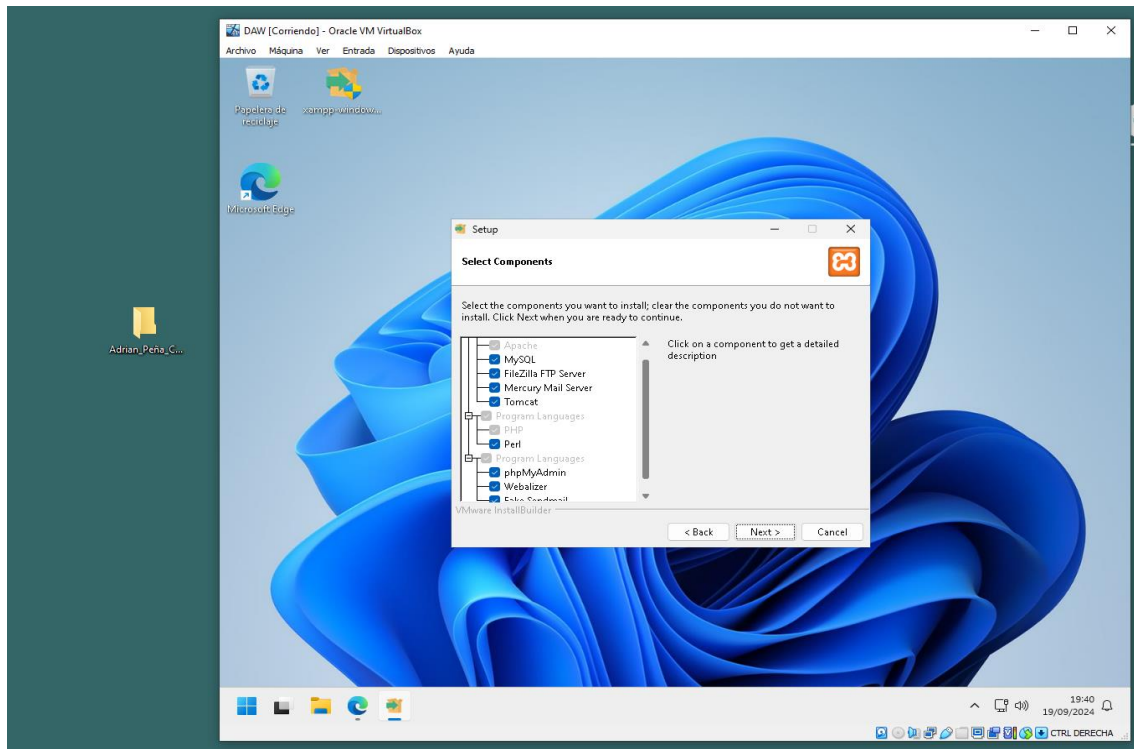 DAW [Corriendo] - Oracle VM VirtualBox
Archivo Máquina Ver Entrada Dispositivos Ayuda
Papelera de
reciclaje
xampp-window...
Microsoft Edge
Adrian_Peña_C...
Setup
Select Components
Select the components you want to install; clear the components you do not want to
install. Click Next when you are ready to continue.
Apache
MySQL
FileZilla FTP Server
Mercury Mail Server
Tomcat
Program Languages
PHP
Perl
Program Languages
phpMyAdmin
Webalizer
Fake Sendmail
Click on a component to get a detailed
description
VMware InstallBuilder
< Back Next > Cancel
19:40
19/09/2024
CTRL DERECHA